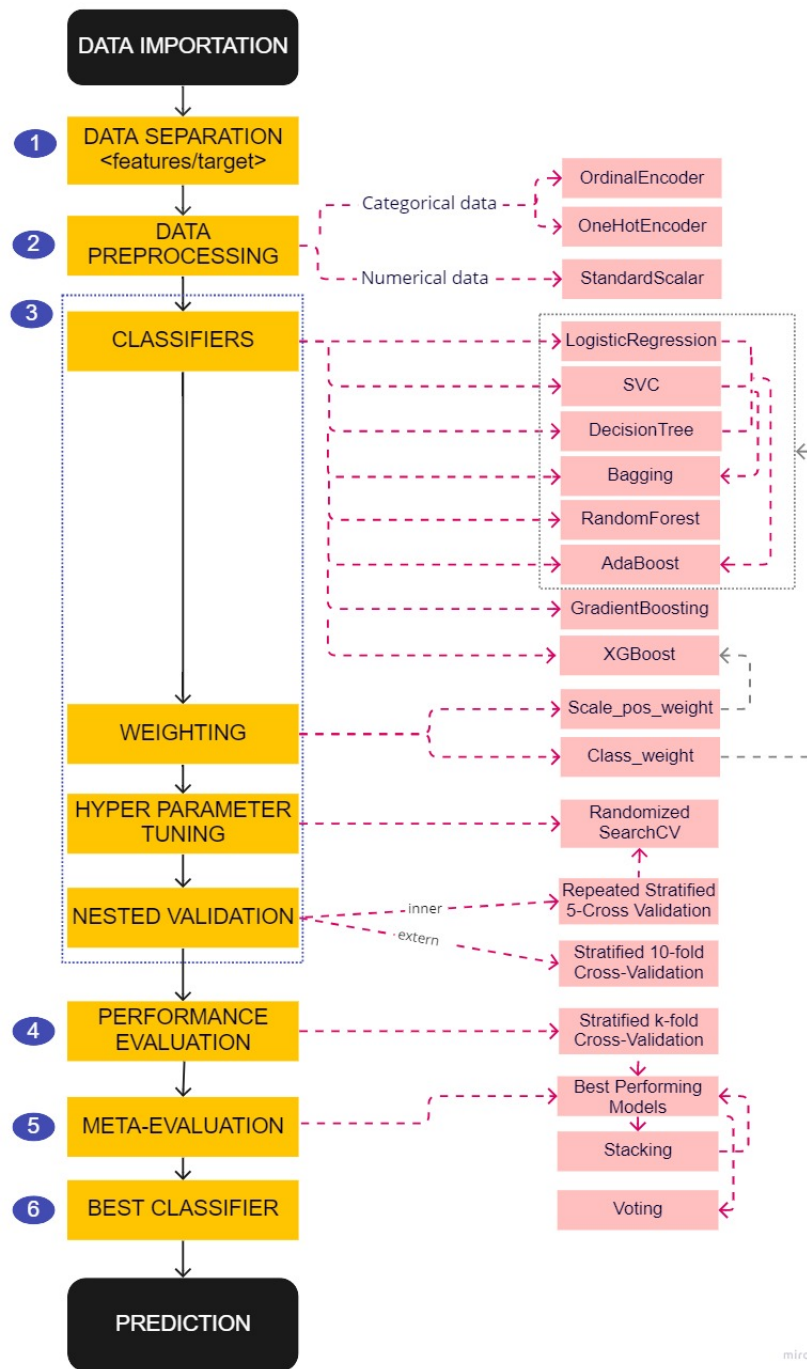 DATA IMPORTATION
1
DATA SEPARATION
<features/target>
2
DATA
PREPROCESSING
Categorical data
OrdinalEncoder
OneHotEncoder
Numerical data
StandardScalar
3
CLASSIFIERS
LogisticRegression
SVC
DecisionTree
Bagging
RandomForest
AdaBoost
GradientBoosting
XGBoost
WEIGHTING
Scale_pos_weight
Class_weight
HYPER PARAMETER
TUNING
Randomized
SearchCV
NESTED VALIDATION
inner
Repeated Stratified
5-Cross Validation
extern
Stratified 10-fold
Cross-Validation
4
PERFORMANCE
EVALUATION
Stratified k-fold
Cross-Validation
5
META-EVALUATION
Best Performing
Models
Stacking
6
BEST CLASSIFIER
Voting
PREDICTION